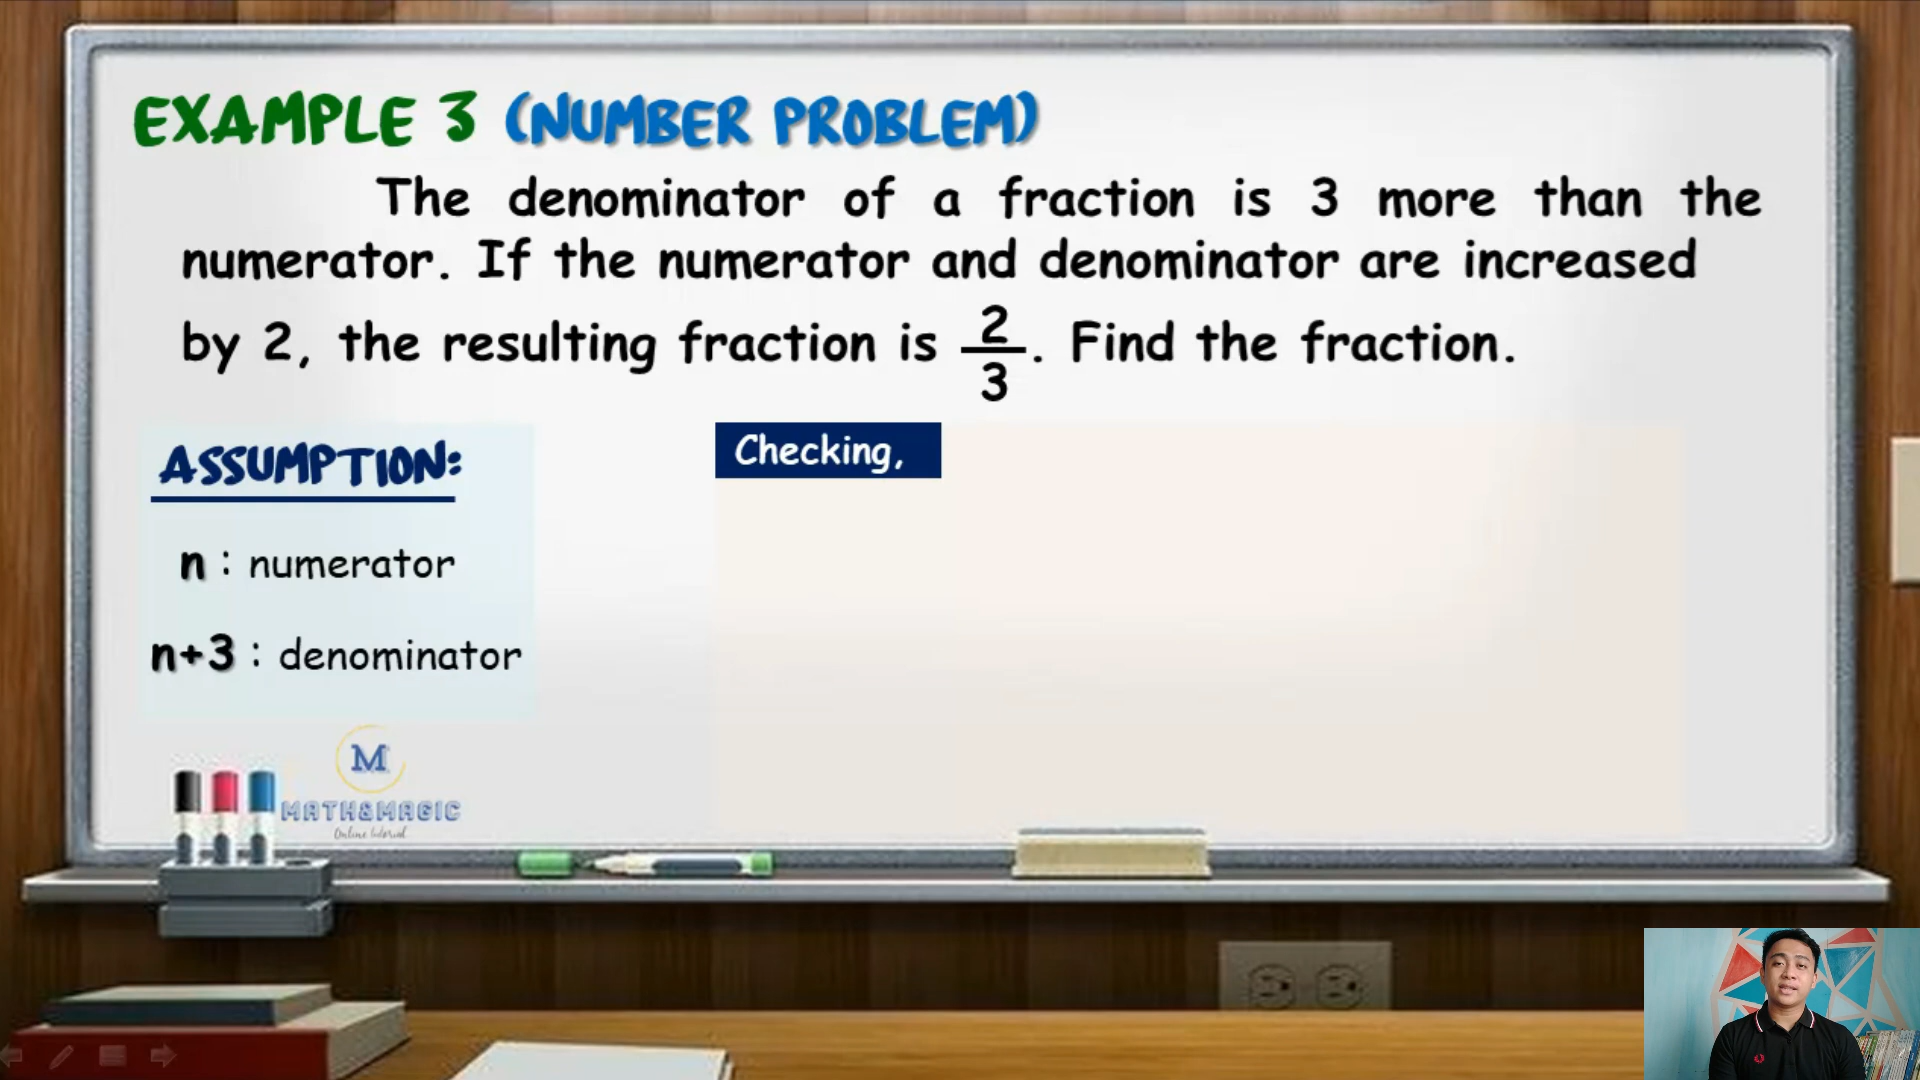 EXAMPLE 3 (NUMBER PROBLEM)
The denominator of a fraction is 3 more than the
numerator. If the numerator and denominator are increased
by 2, the resulting fraction is 2/3. Find the fraction.
ASSUMPTION:
n : numerator
n+3 : denominator
Checking,
M
MATH&MAGIC
Online tutorial